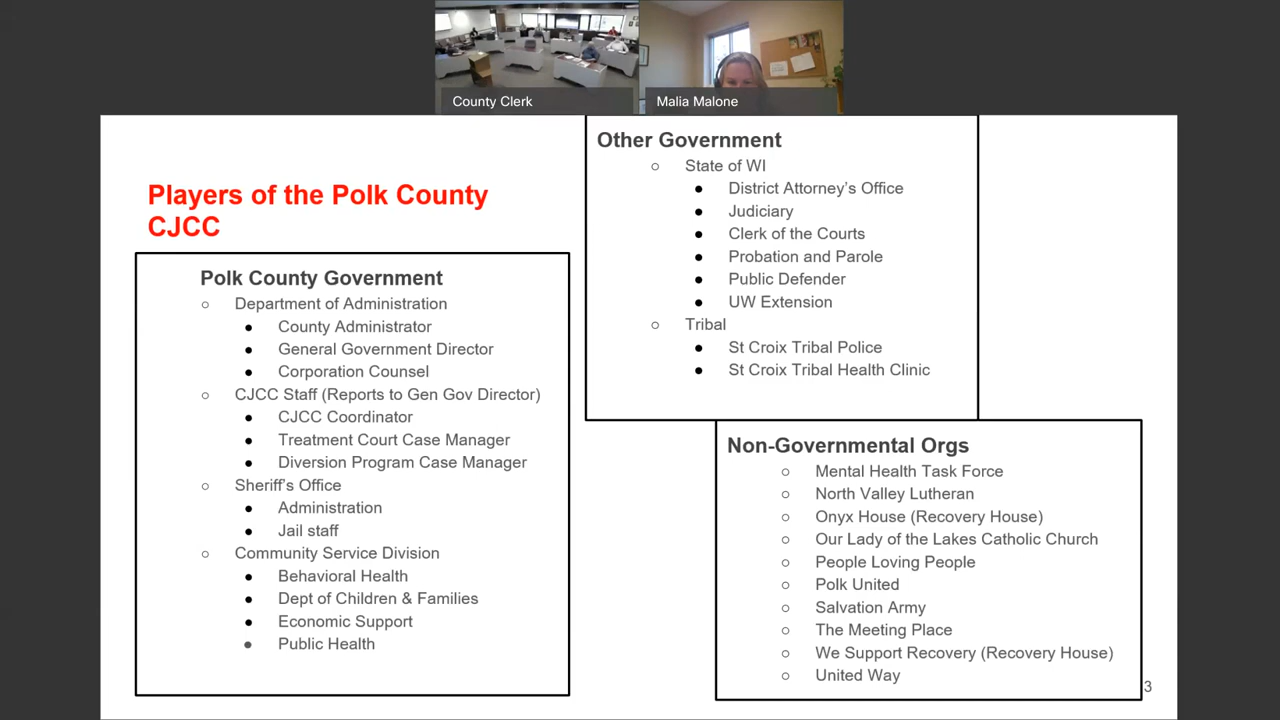 County Clerk
Malia Malone
Players of the Polk County
CJCC
Polk County Government
Department of Administration
County Administrator
General Government Director
Corporation Counsel
CJCC Staff (Reports to Gen Gov Director)
CJCC Coordinator
Treatment Court Case Manager
Diversion Program Case Manager
Sheriff's Office
Administration
Jail staff
Community Service Division
Behavioral Health
Dept of Children & Families
Economic Support
Public Health
Other Government
State of WI
District Attorney's Office
Judiciary
Clerk of the Courts
Probation and Parole
Public Defender
UW Extension
Tribal
St Croix Tribal Police
St Croix Tribal Health Clinic
Non-Governmental Orgs
Mental Health Task Force
North Valley Lutheran
Onyx House (Recovery House)
Our Lady of the Lakes Catholic Church
People Loving People
Polk United
Salvation Army
The Meeting Place
We Support Recovery (Recovery House)
United Way
3